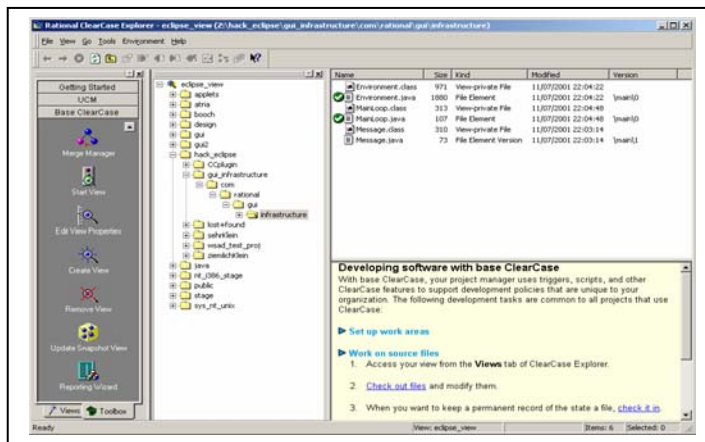 Rational ClearCase Explorer - eclipse_view (Z:\hack_eclipse\gui_infrastructure\com\rational\gui\infrastructure)
File View Go Tools Environment Help
Getting Started
UCM
Base ClearCase
Merge Manager
Start View
Edit View Properties
Create View
Remove View
Update Snapshot View
Reporting Wizard
Views Toolbox
eclipse_view
applets
atria
booch
design
gui
gui2
hack_eclipse
CCplugin
gui_infrastructure
com
rational
gui
infrastructure
lost+found
sehrKlein
wsad_test_proj
ziemlichKlein
java
nt_i386_stage
public
stage
sys_nt_unix
Name Size Kind Modified Version
Environment.class 971 View-private File 11/07/2001 22:04:22
Environment.java 1880 File Element 11/07/2001 22:04:22 \main\0
MainLoop.class 313 View-private File 11/07/2001 22:04:48
MainLoop.java 107 File Element 11/07/2001 22:04:48 \main\0
Message.class 310 View-private File 11/07/2001 22:03:14
Message.java 73 File Element Version 11/07/2001 22:03:14 \main\1
Developing software with base ClearCase
With base ClearCase, your project manager uses triggers, scripts, and other
ClearCase features to support development policies that are unique to your
organization. The following development tasks are common to all projects that use
ClearCase:
Set up work areas
Work on source files
1. Access your view from the Views tab of ClearCase Explorer.
2. Check out files and modify them.
3. When you want to keep a permanent record of the state a file, check it in.
Ready View: eclipse_view Items: 6 Selected: 0